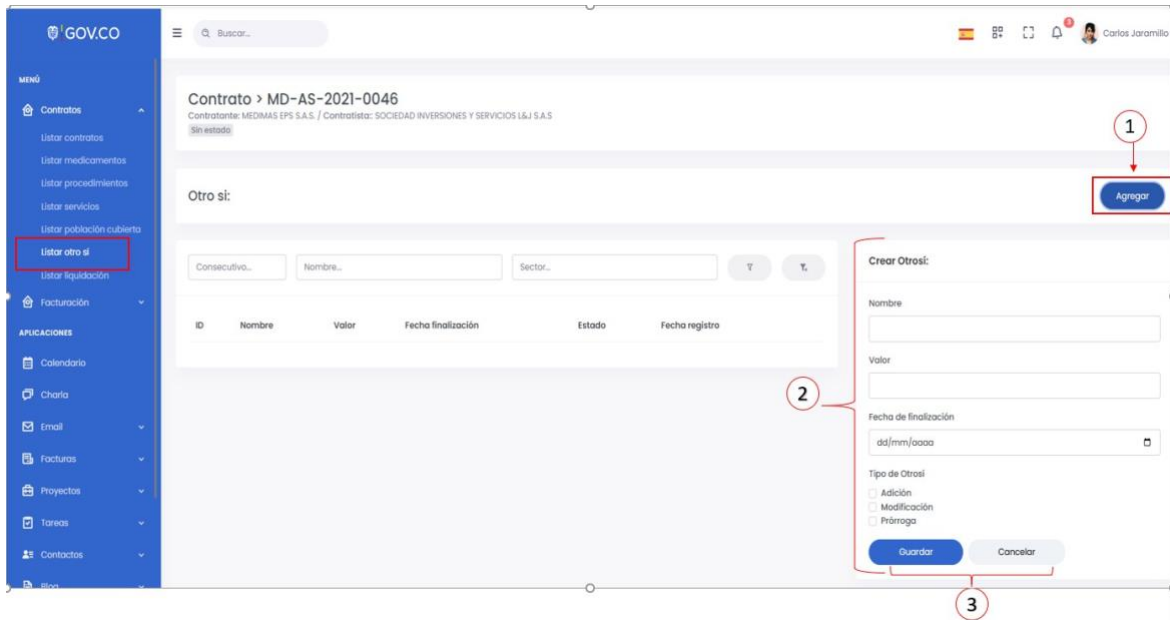 GOV.CO
Buscar...
3
Carlos Jaramillo
MENÚ
Contratos
Listar contratos
Listar medicamentos
Listar procedimientos
Listar servicios
Listar población cubierta
Listar otro sí
Listar liquidación
Facturación
APLICACIONES
Calendario
Charla
Email
Facturas
Proyectos
Tareas
Contactos
Blog
Contrato > MD-AS-2021-0046
Contratante: MEDIMAS EPS S.A.S. / Contratista:: SOCIEDAD INVERSIONES Y SERVICIOS L&J S.A.S
Sin estado
1
Otro si:
Agregar
Consecutivo... Nombre... Sector...
ID Nombre Valor Fecha finalización Estado Fecha registro
2
Crear Otrosi:
Nombre
Valor
Fecha de finalización
dd/mm/aaaa
Tipo de Otrosí
Adición
Modificación
Prórroga
Guardar Cancelar
3